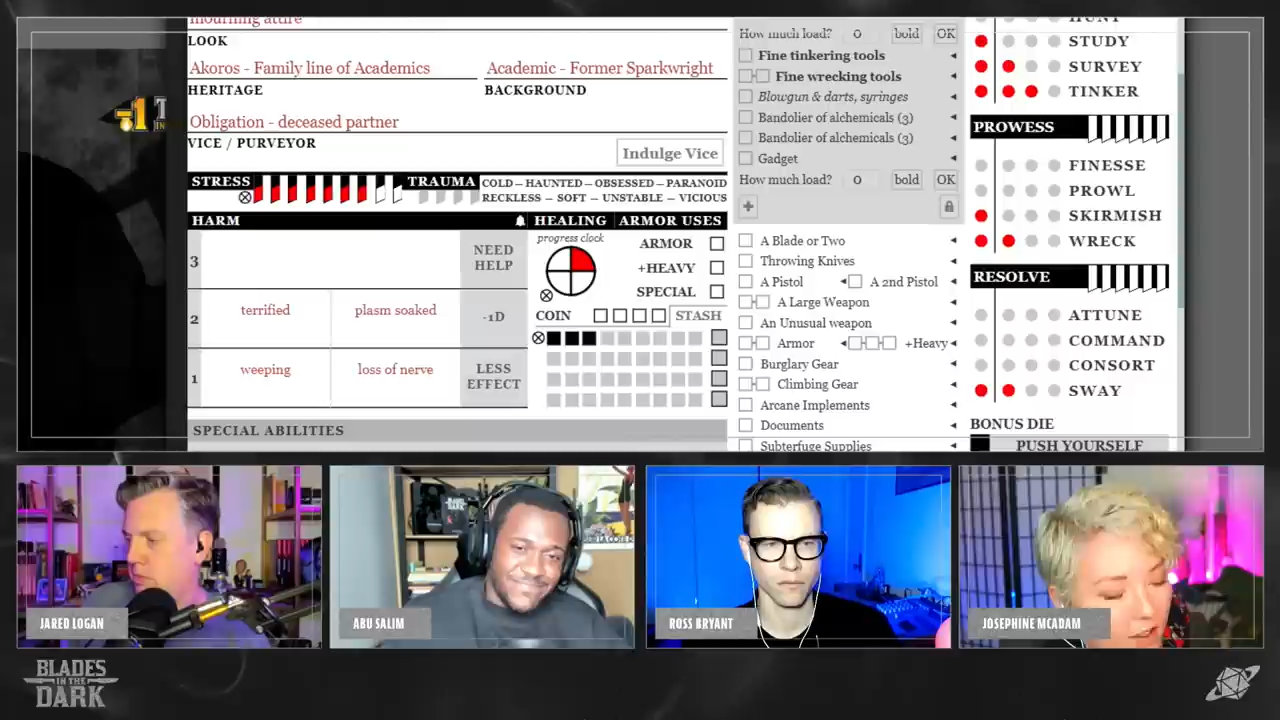 mourning attire
LOOK
Akoros - Family line of Academics
Academic - Former Sparkwright
HERITAGE
BACKGROUND
Obligation - deceased partner
VICE / PURVEYOR
Indulge Vice
STRESS
TRAUMA
COLD – HAUNTED – OBSESSED – PARANOID
RECKLESS – SOFT – UNSTABLE – VICIOUS
HARM
HEALING
ARMOR USES
3
NEED HELP
progress clock
ARMOR
+HEAVY
SPECIAL
2
terrified
plasm soaked
-1D
COIN
STASH
1
weeping
loss of nerve
LESS EFFECT
SPECIAL ABILITIES
How much load? 0 bold OK
Fine tinkering tools
Fine wrecking tools
Blowgun & darts, syringes
Bandolier of alchemicals (3)
Bandolier of alchemicals (3)
Gadget
How much load? 0 bold OK
A Blade or Two
Throwing Knives
A Pistol
A 2nd Pistol
A Large Weapon
An Unusual weapon
Armor
+Heavy
Burglary Gear
Climbing Gear
Arcane Implements
Documents
Subterfuge Supplies
HUNT
STUDY
SURVEY
TINKER
PROWESS
FINESSE
PROWL
SKIRMISH
WRECK
RESOLVE
ATTUNE
COMMAND
CONSORT
SWAY
BONUS DIE
PUSH YOURSELF
-1
JARED LOGAN
BLADES
DARK
ABU SALIM
ROSS BRYANT
JOSEPHINE MCADAM
BLADES
IN THE
DARK